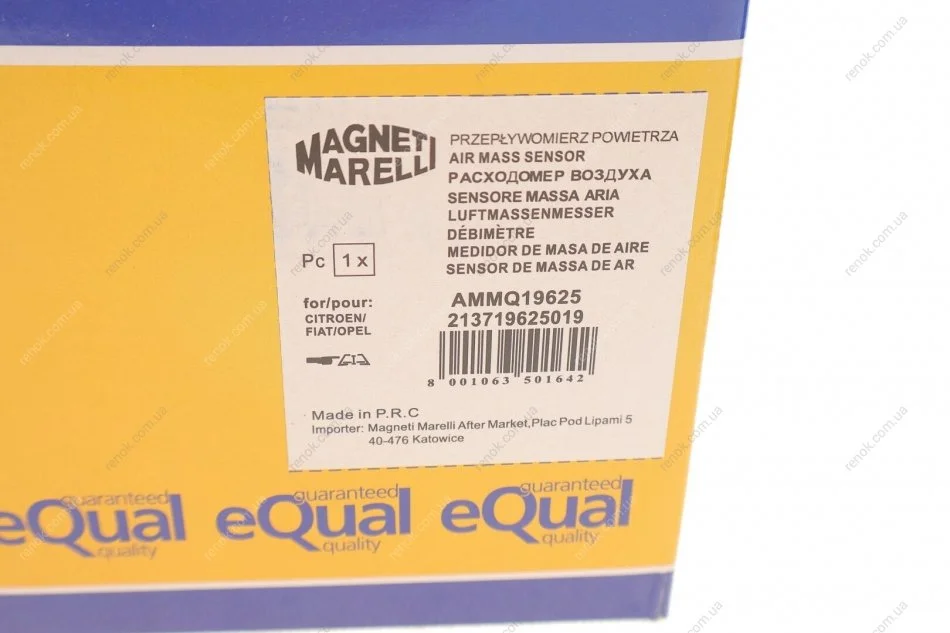 MAGNETI
MARELLI
PRZEPŁYWOMIERZ POWIETRZA
AIR MASS SENSOR
РАСХОДОМЕР ВОЗДУХА
SENSORE MASSA ARIA
LUFTMASSENMESSER
DÉBIMÈTRE
MEDIDOR DE MASA DE AIRE
SENSOR DE MASSA DE AR
Pc 1 x
for/pour:
CITROEN/
FIAT/OPEL
AMMQ19625
213719625019
8 001063 501642
Made in P.R.C
Importer: Magneti Marelli After Market,Plac Pod Lipami 5
40-476 Katowice
guaranteed
eQual
quality
guaranteed
eQual
quality
guaranteed
eQual
quality
renok.com.ua